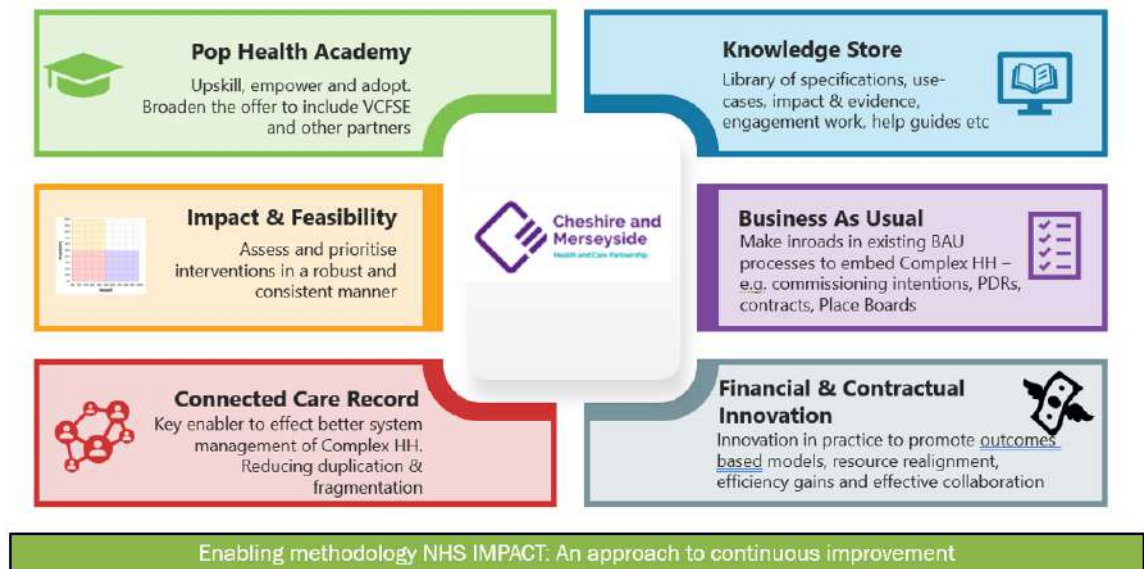 Pop Health Academy
Upskill, empower and adopt.
Broaden the offer to include VCFSE
and other partners
Knowledge Store
Library of specifications, use-
cases, impact & evidence,
engagement work, help guides etc
Impact & Feasibility
Assess and prioritise
interventions in a robust and
consistent manner
Cheshire and
Merseyside
Health and Care Partnership
Business As Usual
Make inroads in existing BAU
processes to embed Complex HH –
e.g. commissioning intentions, PDRs,
contracts, Place Boards
Connected Care Record
Key enabler to effect better system
management of Complex HH.
Reducing duplication &
fragmentation
Financial & Contractual
Innovation
Innovation in practice to promote outcomes
based models, resource realignment,
efficiency gains and effective collaboration
Enabling methodology NHS IMPACT: An approach to continuous improvement